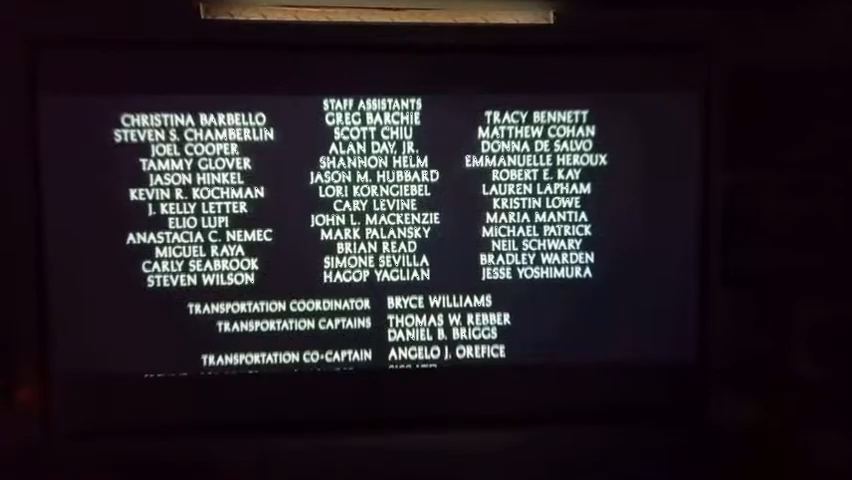 STAFF ASSISTANTS
CHRISTINA BARBELLO GREG BARCHIE TRACY BENNETT
STEVEN S. CHAMBERLIN SCOTT CHIU MATTHEW COHAN
JOEL COOPER ALAN DAY, JR. DONNA DE SALVO
TAMMY GLOVER SHANNON HELM EMMANUELLE HEROUX
JASON HINKEL JASON M. HUBBARD ROBERT E. KAY
KEVIN R. KOCHMAN LORI KORNGIEBEL LAUREN LAPHAM
J. KELLY LETTER CARY LEVINE KRISTIN LOWE
ELIO LUPI JOHN L. MACKENZIE MARIA MANTIA
ANASTACIA C. NEMEC MARK PALANSKY MICHAEL PATRICK
MIGUEL RAYA BRIAN READ NEIL SCHWARY
CARLY SEABROOK SIMONE SEVILLA BRADLEY WARDEN
STEVEN WILSON HAGOP YAGLIAN JESSE YOSHIMURA
TRANSPORTATION COORDINATOR BRYCE WILLIAMS
TRANSPORTATION CAPTAINS THOMAS W. REBBER
DANIEL B. BRIGGS
TRANSPORTATION CO-CAPTAIN ANGELO J. OREFICE